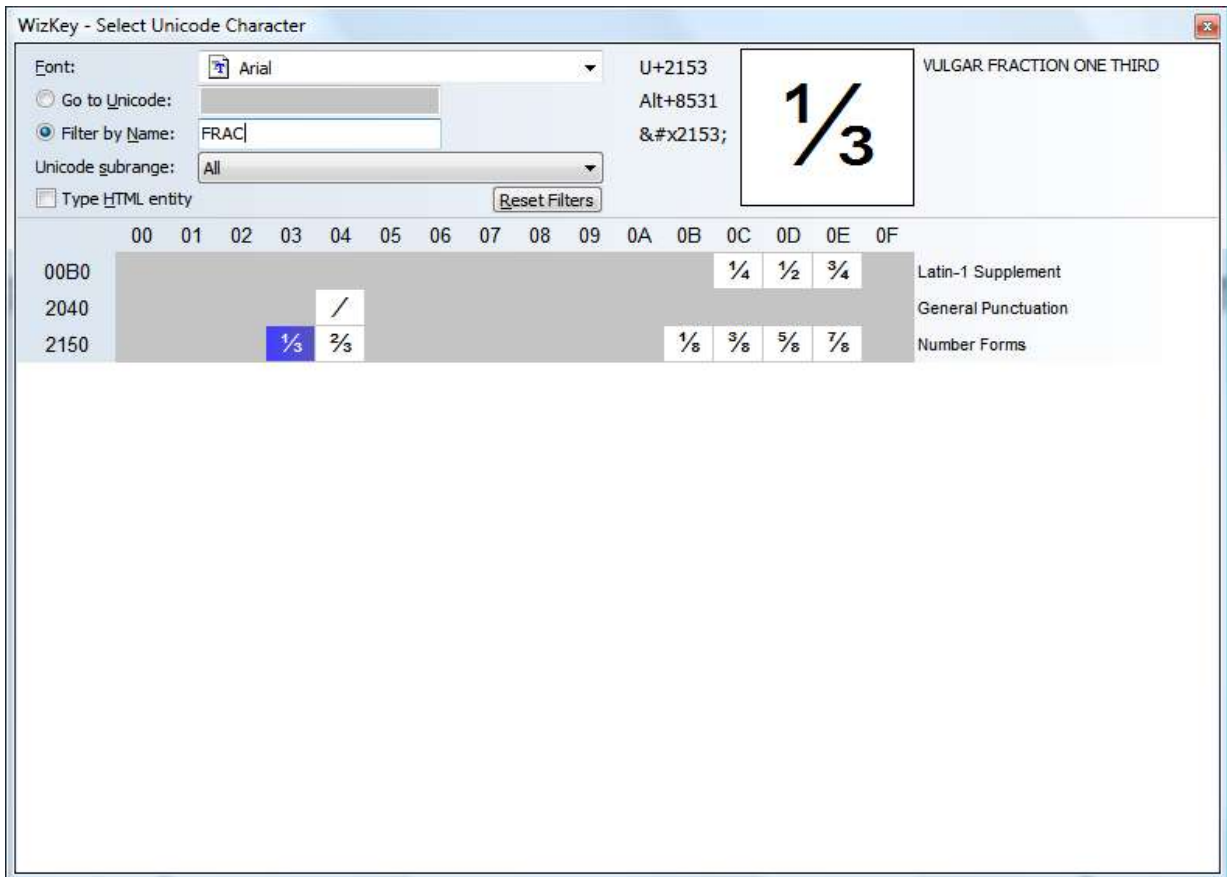 WizKey - Select Unicode Character
Font: Arial U+2153 ⅓ VULGAR FRACTION ONE THIRD
Go to Unicode: Alt+8531
Filter by Name: FRAC &#x2153;
Unicode subrange: All
Type HTML entity Reset Filters
00 01 02 03 04 05 06 07 08 09 0A 0B 0C 0D 0E 0F
00B0 ¼ ½ ¾ Latin-1 Supplement
2040 ⁄ General Punctuation
2150 ⅓ ⅔ ⅛ ⅜ ⅝ ⅞ Number Forms